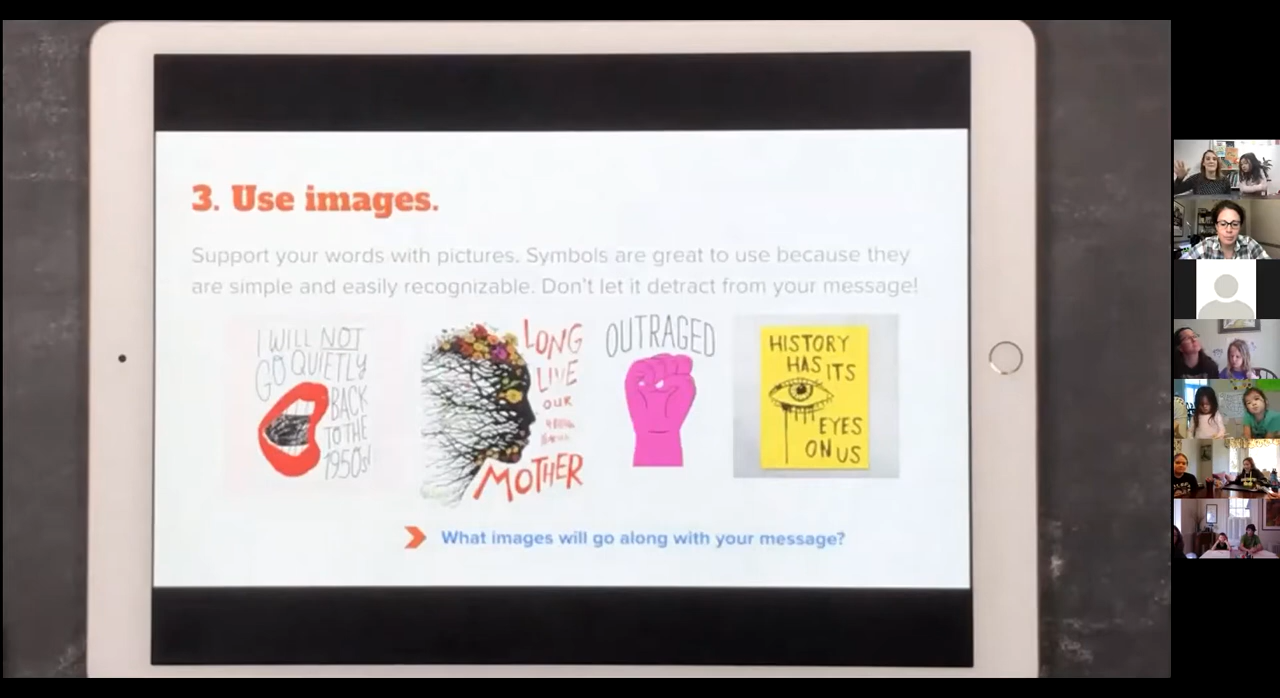 3. Use images.
Support your words with pictures. Symbols are great to use because they
are simple and easily recognizable. Don't let it detract from your message!
I WILL NOT
GO QUIETLY
BACK
TO THE
1950s!
LONG
LIVE
OUR
MOTHER
OUTRAGED
HISTORY
HAS ITS
EYES
ON US
What images will go along with your message?